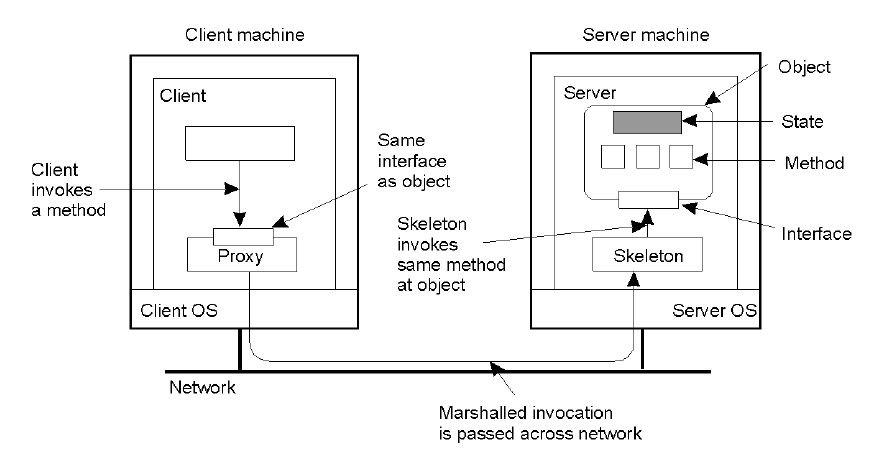 Client machine
Server machine
Object
Client
Server
State
Same
interface
as object
Client
invokes
a method
Method
Skeleton
invokes
same method
at object
Interface
Proxy
Skeleton
Client OS
Server OS
Network
Marshalled invocation
is passed across network